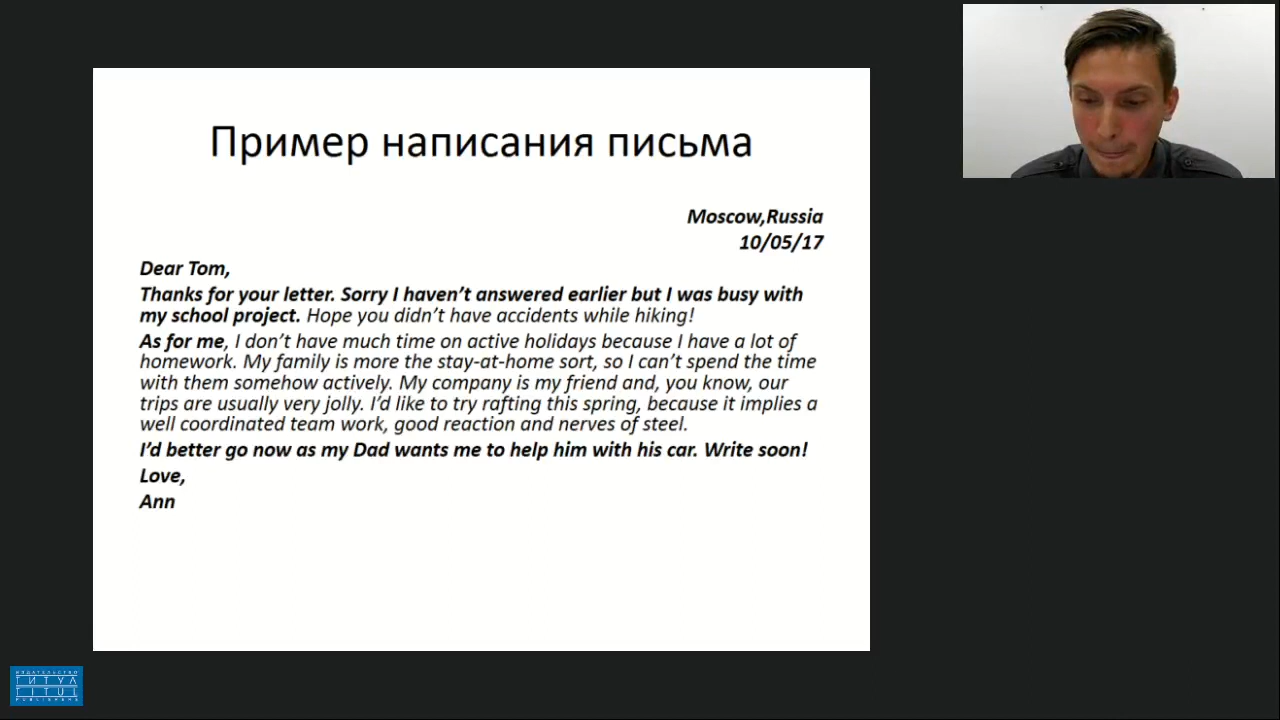 Пример написания письма
Moscow,Russia
10/05/17
Dear Tom,
Thanks for your letter. Sorry I haven’t answered earlier but I was busy with
my school project. Hope you didn’t have accidents while hiking!
As for me, I don’t have much time on active holidays because I have a lot of
homework. My family is more the stay-at-home sort, so I can’t spend the time
with them somehow actively. My company is my friend and, you know, our
trips are usually very jolly. I’d like to try rafting this spring, because it implies a
well coordinated team work, good reaction and nerves of steel.
I’d better go now as my Dad wants me to help him with his car. Write soon!
Love,
Ann
ИЗДАТЕЛЬСТВО
ТИТУЛ
TITUL
PUBLISHERS